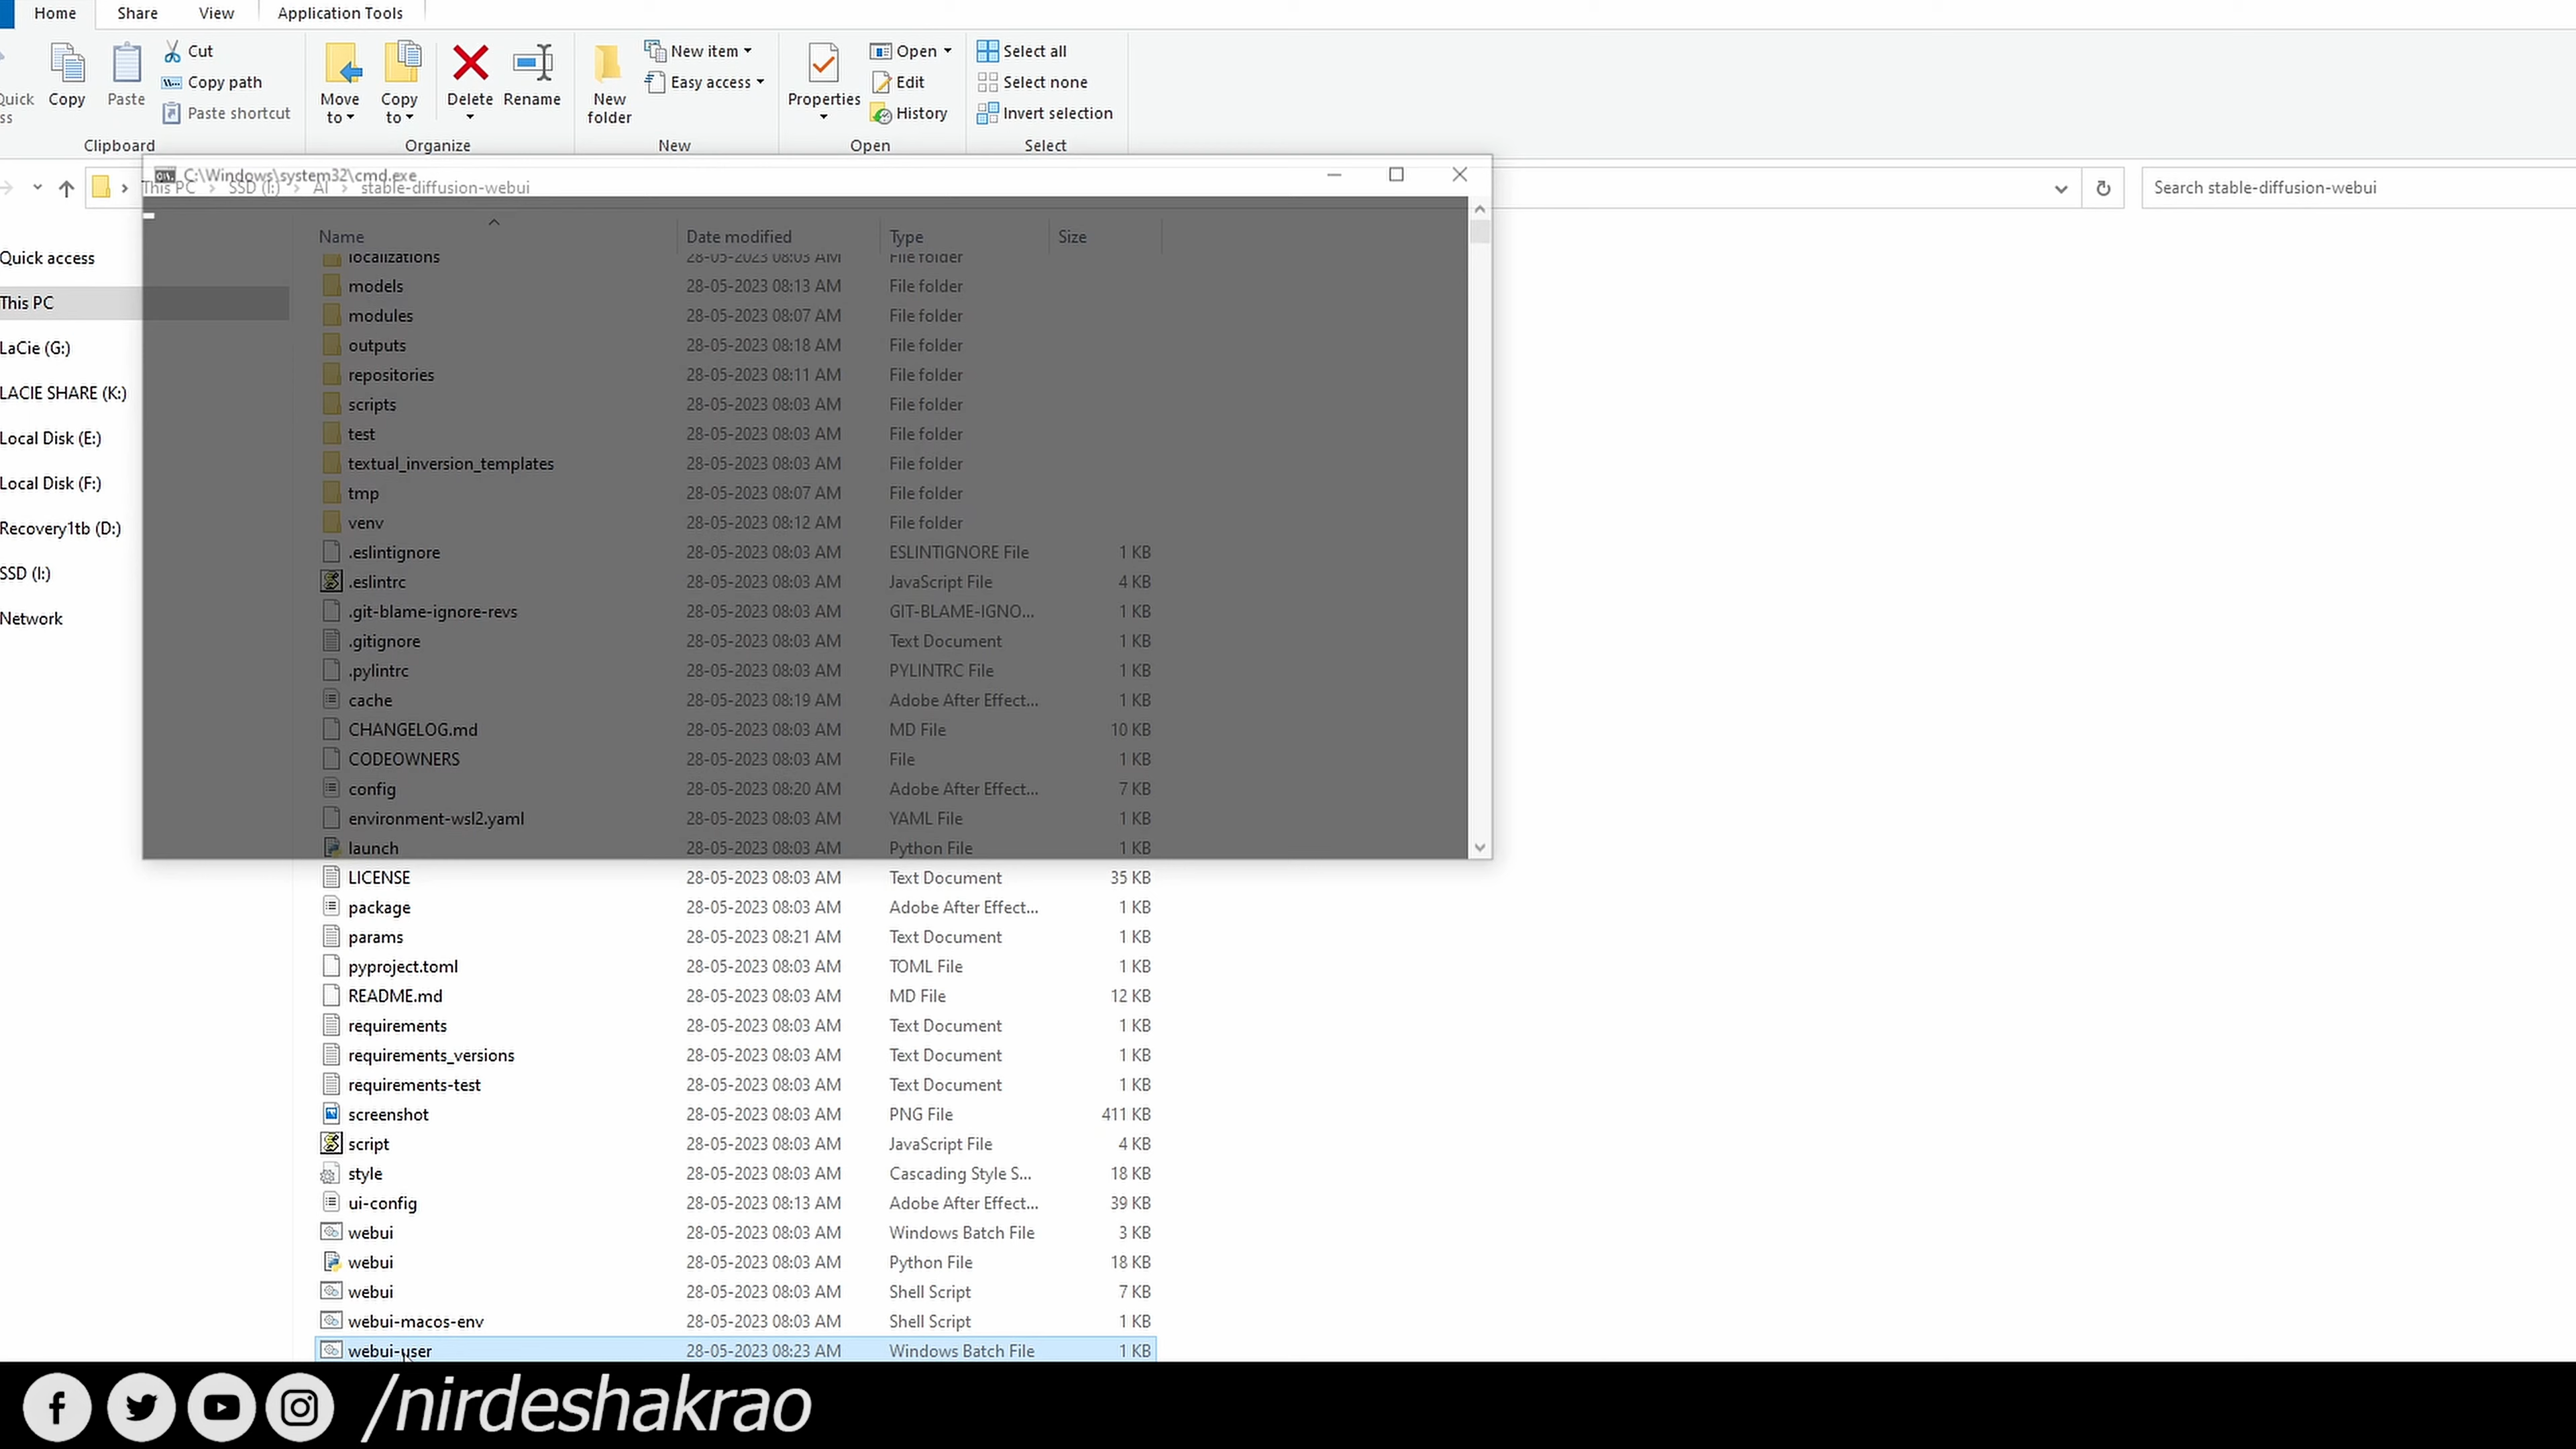 Home Share View Application Tools
Cut
Copy path
Paste shortcut
Quick
ss
Copy
Paste
Clipboard
Move
to
Copy
to
Delete
Rename
Organize
New
folder
New item
Easy access
New
Properties
Open
Edit
History
Open
Select all
Select none
Invert selection
Select
C:\Windows\system32\cmd.exe
This PC SSD (I:) AI stable-diffusion-webui
Search stable-diffusion-webui
Quick access
This PC
LaCie (G:)
LACIE SHARE (K:)
Local Disk (E:)
Local Disk (F:)
Recovery1tb (D:)
SSD (I:)
Network
Name Date modified Type Size
localizations 28-05-2023 08:03 AM File folder
models 28-05-2023 08:13 AM File folder
modules 28-05-2023 08:07 AM File folder
outputs 28-05-2023 08:18 AM File folder
repositories 28-05-2023 08:11 AM File folder
scripts 28-05-2023 08:03 AM File folder
test 28-05-2023 08:03 AM File folder
textual_inversion_templates 28-05-2023 08:03 AM File folder
tmp 28-05-2023 08:07 AM File folder
venv 28-05-2023 08:12 AM File folder
.eslintignore 28-05-2023 08:03 AM ESLINTIGNORE File 1 KB
.eslintrc 28-05-2023 08:03 AM JavaScript File 4 KB
.git-blame-ignore-revs 28-05-2023 08:03 AM GIT-BLAME-IGNO... 1 KB
.gitignore 28-05-2023 08:03 AM Text Document 1 KB
.pylintrc 28-05-2023 08:03 AM PYLINTRC File 1 KB
cache 28-05-2023 08:19 AM Adobe After Effect... 1 KB
CHANGELOG.md 28-05-2023 08:03 AM MD File 10 KB
CODEOWNERS 28-05-2023 08:03 AM File 1 KB
config 28-05-2023 08:20 AM Adobe After Effect... 7 KB
environment-wsl2.yaml 28-05-2023 08:03 AM YAML File 1 KB
launch 28-05-2023 08:03 AM Python File 1 KB
LICENSE 28-05-2023 08:03 AM Text Document 35 KB
package 28-05-2023 08:03 AM Adobe After Effect... 1 KB
params 28-05-2023 08:21 AM Text Document 1 KB
pyproject.toml 28-05-2023 08:03 AM TOML File 1 KB
README.md 28-05-2023 08:03 AM MD File 12 KB
requirements 28-05-2023 08:03 AM Text Document 1 KB
requirements_versions 28-05-2023 08:03 AM Text Document 1 KB
requirements-test 28-05-2023 08:03 AM Text Document 1 KB
screenshot 28-05-2023 08:03 AM PNG File 411 KB
script 28-05-2023 08:03 AM JavaScript File 4 KB
style 28-05-2023 08:03 AM Cascading Style S... 18 KB
ui-config 28-05-2023 08:13 AM Adobe After Effect... 39 KB
webui 28-05-2023 08:03 AM Windows Batch File 3 KB
webui 28-05-2023 08:03 AM Python File 18 KB
webui 28-05-2023 08:03 AM Shell Script 7 KB
webui-macos-env 28-05-2023 08:03 AM Shell Script 1 KB
webui-user 28-05-2023 08:23 AM Windows Batch File 1 KB
/nirdeshakrao